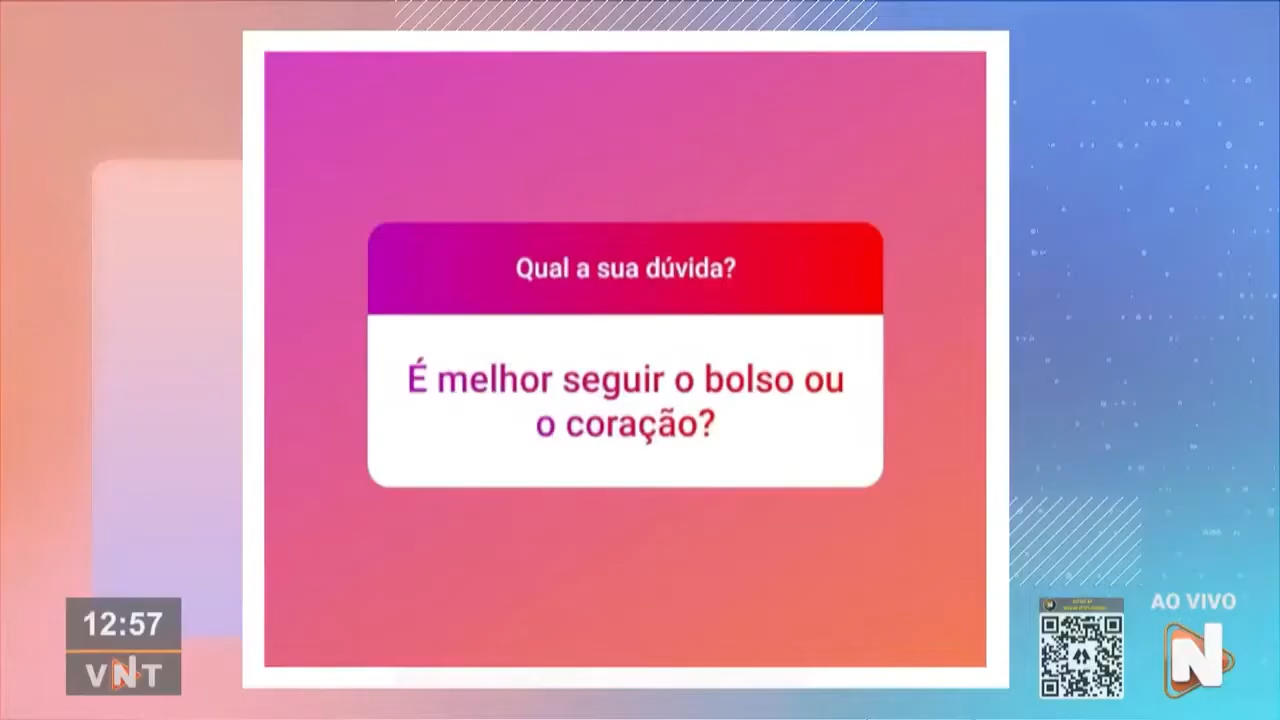 Qual a sua dúvida?
É melhor seguir o bolso ou
o coração?
12:57
VNT
AO VIVO
N